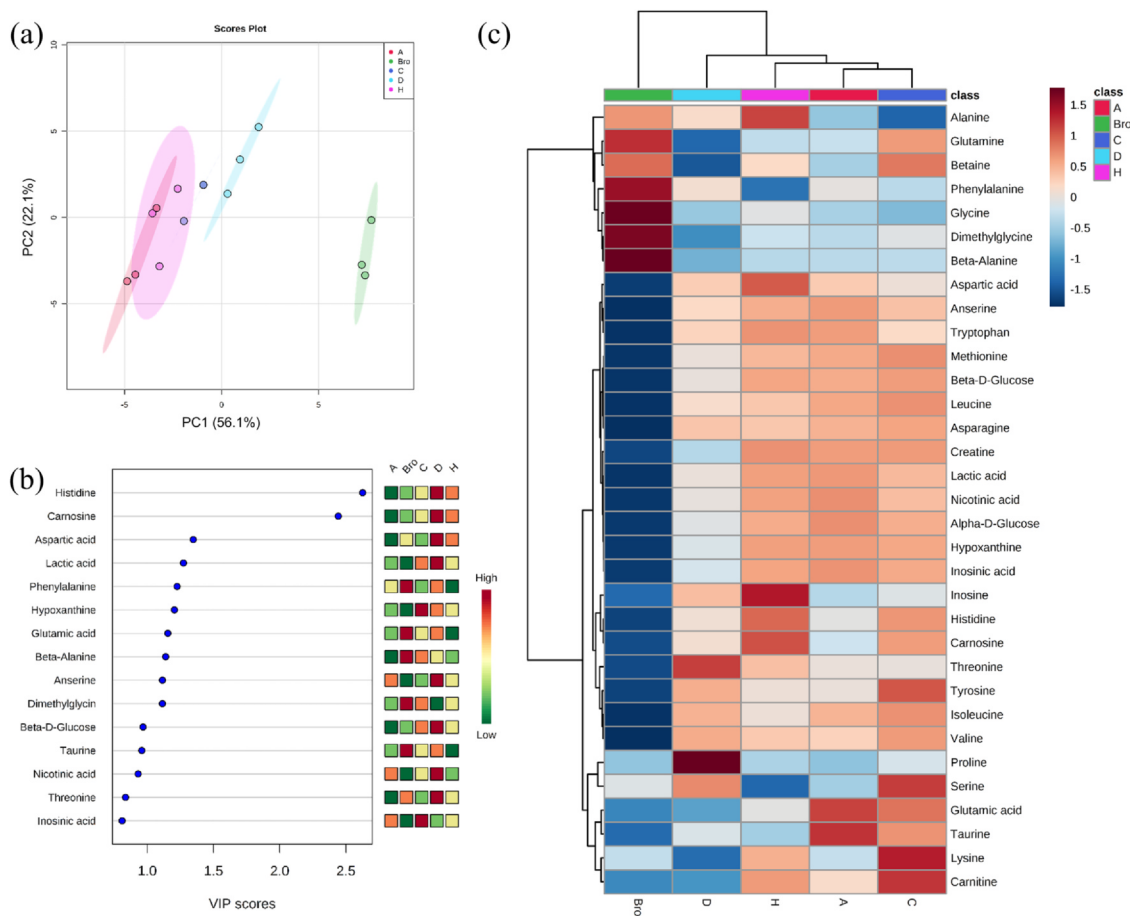 (a)
Scores Plot
A
Bro
C
D
H
10
5
0
-5
PC2 (22.1%)
-5
0
5
PC1 (56.1%)
(b)
A Bro C D H
Histidine
Carnosine
Aspartic acid
Lactic acid
Phenylalanine
Hypoxanthine
Glutamic acid
Beta-Alanine
Anserine
Dimethylglycin
Beta-D-Glucose
Taurine
Nicotinic acid
Threonine
Inosinic acid
High
Low
1.0 1.5 2.0 2.5
VIP scores
(c)
class
Alanine
Glutamine
Betaine
Phenylalanine
Glycine
Dimethylglycine
Beta-Alanine
Aspartic acid
Anserine
Tryptophan
Methionine
Beta-D-Glucose
Leucine
Asparagine
Creatine
Lactic acid
Nicotinic acid
Alpha-D-Glucose
Hypoxanthine
Inosinic acid
Inosine
Histidine
Carnosine
Threonine
Tyrosine
Isoleucine
Valine
Proline
Serine
Glutamic acid
Taurine
Lysine
Carnitine
Bro D H A C
1.5
1
0.5
0
-0.5
-1
-1.5
class
A
Bro
C
D
H